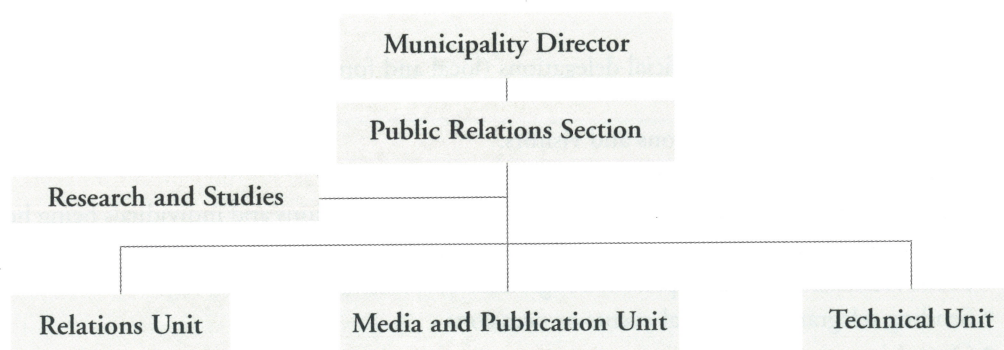 Municipality Director
Public Relations Section
Research and Studies
Relations Unit
Media and Publication Unit
Technical Unit